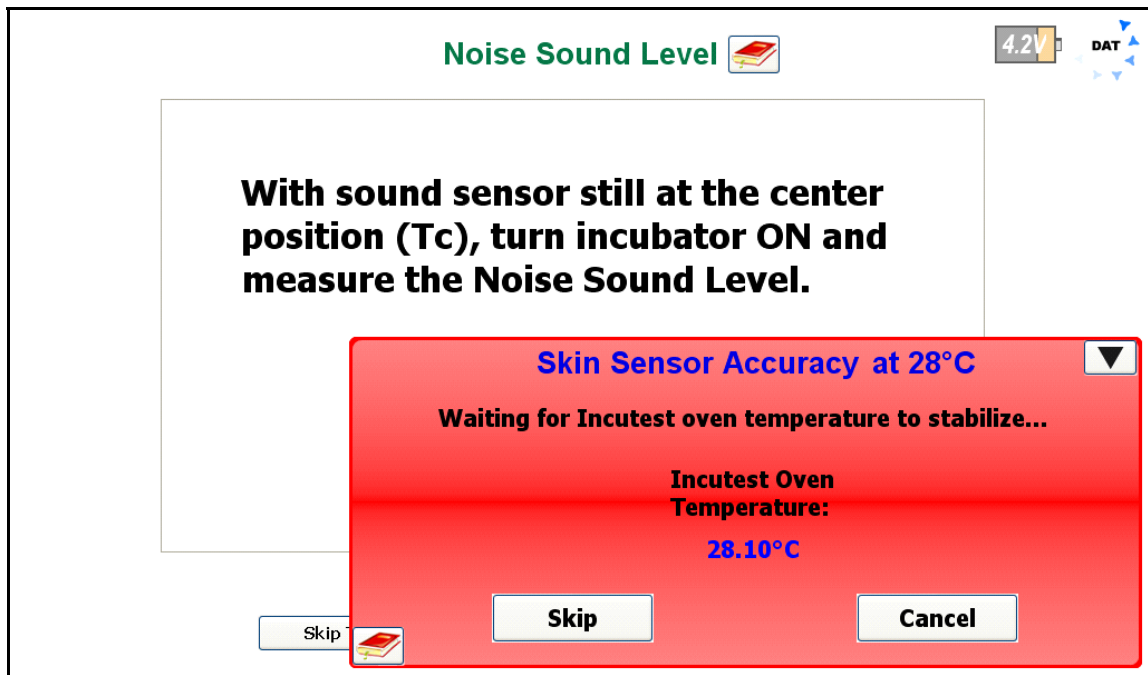 Noise Sound Level
4.2V
DAT
With sound sensor still at the center
position (Tc), turn incubator ON and
measure the Noise Sound Level.
Skin Sensor Accuracy at 28°C
Waiting for Incutest oven temperature to stabilize...
Incutest Oven
Temperature:
28.10°C
Skip
Cancel
Skip